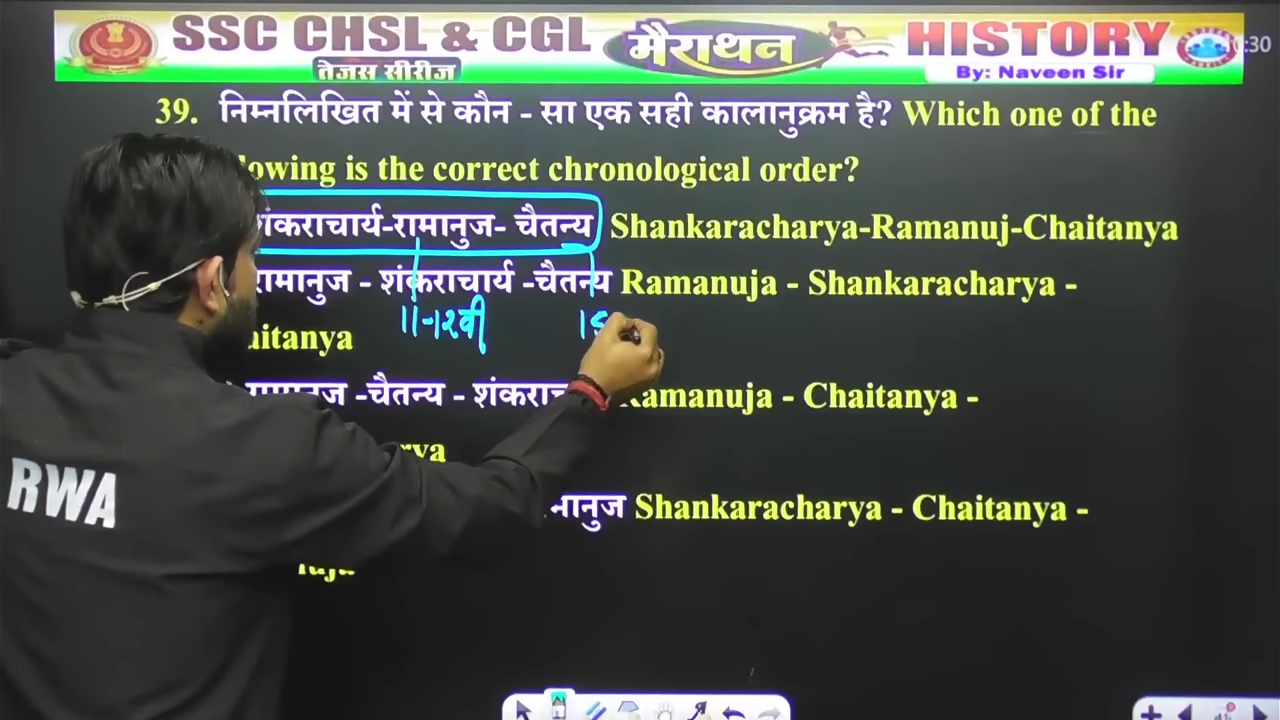 SSC CHSL & CGL मैराथन HISTORY
तेजस सीरीज By: Naveen Sir
39. निम्नलिखित में से कौन - सा एक सही कालानुक्रम है? Which one of the
lowing is the correct chronological order?
शंकराचार्य-रामानुज- चैतन्य Shankaracharya-Ramanuj-Chaitanya
रामानुज - शंकराचार्य -चैतन्य Ramanuja - Shankaracharya -
11-12वी 15
aitanya
रामानुज -चैतन्य - शंकराच Ramanuja - Chaitanya -
rya
मानुज Shankaracharya - Chaitanya -
nuja
RWA